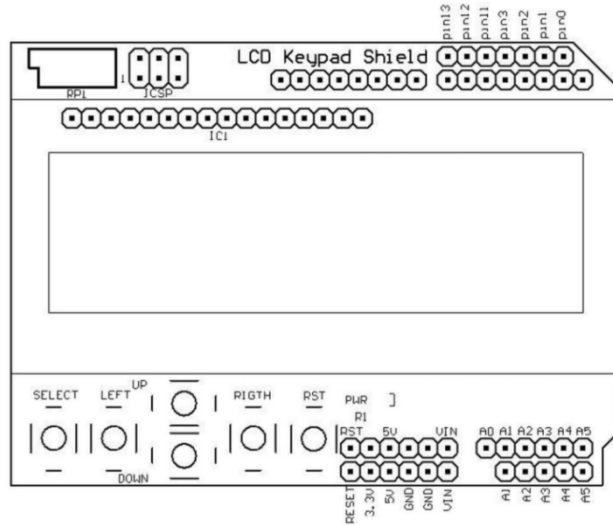 pin13 pin12 pin11 pin3 pin2 pin1 pin0
LCD Keypad Shield
1
RP1 ICSP
IC1
UP
SELECT LEFT RIGTH RST PWR
R1
RST 5V VIN A0 A1 A2 A3 A4 A5
DOWN
RESET 3.3V 5V GND GND VIN A1 A2 A3 A4 A5